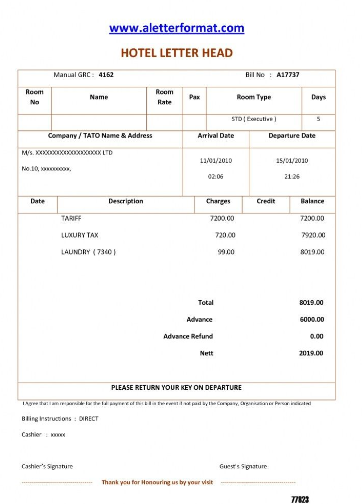 www.aletterformat.com
HOTEL LETTER HEAD
Manual GRC : 4162 Bill No : A17737
Room No Name Room Rate Pax Room Type Days
STD ( Executive ) 5
Company / TATO Name & Address Arrival Date Departure Date
M/s. XXXXXXXXXXXXXXXXXXX LTD
No.10, xxxxxxxxxx,
11/01/2010 15/01/2010
02:06 21:26
Date Description Charges Credit Balance
TARIFF 7200.00 7200.00
LUXURY TAX 720.00 7920.00
LAUNDRY ( 7340 ) 99.00 8019.00
Total 8019.00
Advance 6000.00
Advance Refund 0.00
Nett 2019.00
PLEASE RETURN YOUR KEY ON DEPARTURE
I Agree that I am responsible for the full payment of this bill in the event if not paid by the Company, Organisation or Person indicated
Billing Instructions : DIRECT
Cashier : xxxxx
Cashier's Signature Guest's Signature
Thank you for Honouring us by your visit
77823